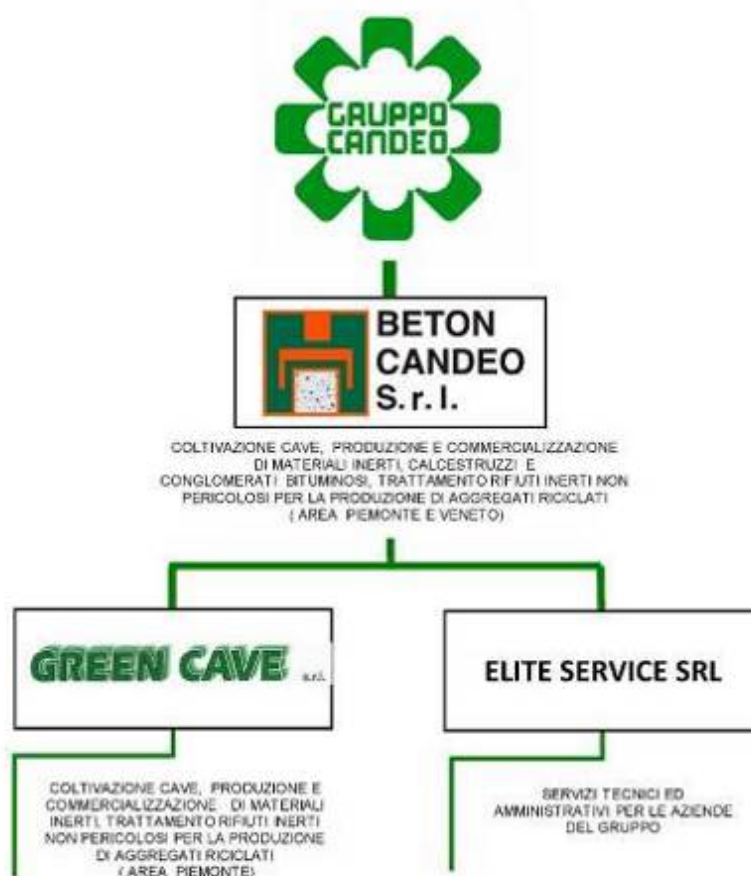 GRUPPO
CANDEO
BETON
CANDEO
S.r.l.
COLTIVAZIONE CAVE, PRODUZIONE E COMMERCIALIZZAZIONE
DI MATERIALI INERTI, CALCESTRUZZI E
CONGLOMERATI BITUMINOSI, TRATTAMENTO RIFIUTI INERTI NON
PERICOLOSI PER LA PRODUZIONE DI AGGREGATI RICICLATI
( AREA PIEMONTE E VENETO)
GREEN CAVE s.r.l.
ELITE SERVICE SRL
COLTIVAZIONE CAVE, PRODUZIONE E
COMMERCIALIZZAZIONE DI MATERIALI
INERTI, TRATTAMENTO RIFIUTI INERTI
NON PERICOLOSI PER LA PRODUZIONE
DI AGGREGATI RICICLATI
( AREA PIEMONTE)
SERVIZI TECNICI ED
AMMINISTRATIVI PER LE AZIENDE
DEL GRUPPO